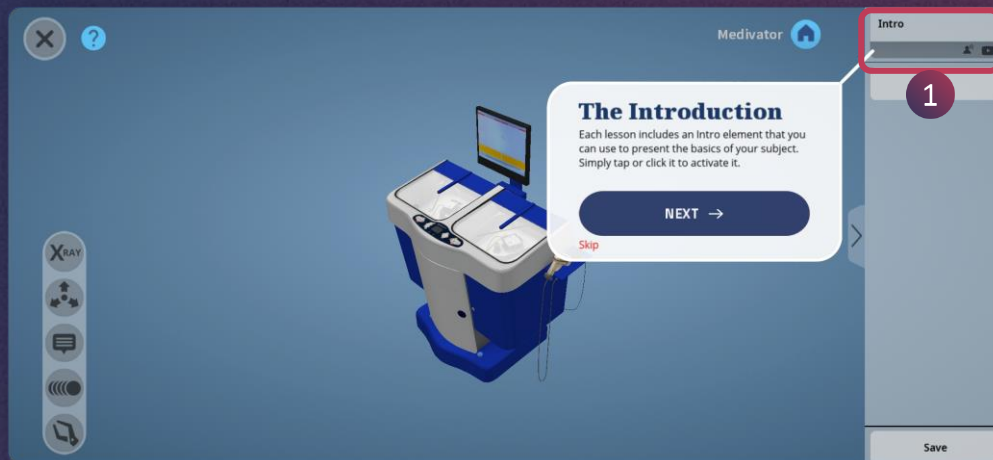 Medivator
Intro
1
The Introduction
Each lesson includes an Intro element that you
can use to present the basics of your subject.
Simply tap or click it to activate it.
NEXT →
Skip
XRAY
Save